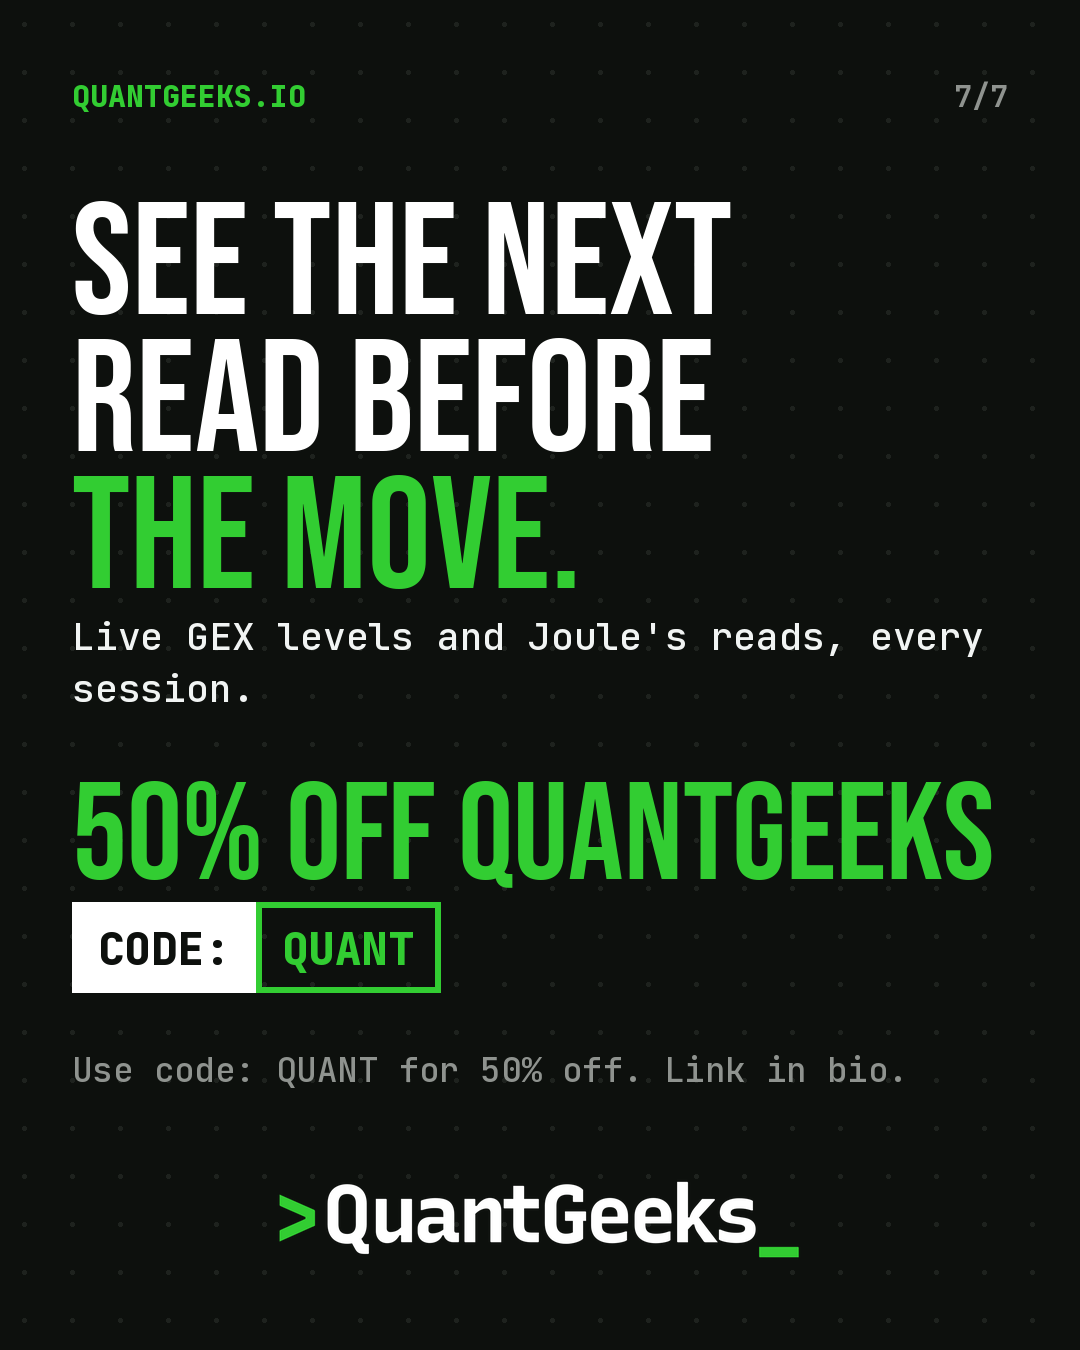 QUANTGEEKS.IO
7/7
SEE THE NEXT
READ BEFORE
THE MOVE.
Live GEX levels and Joule's reads, every
session.
50% OFF QUANTGEEKS
CODE: QUANT
Use code: QUANT for 50% off. Link in bio.
>QuantGeeks_